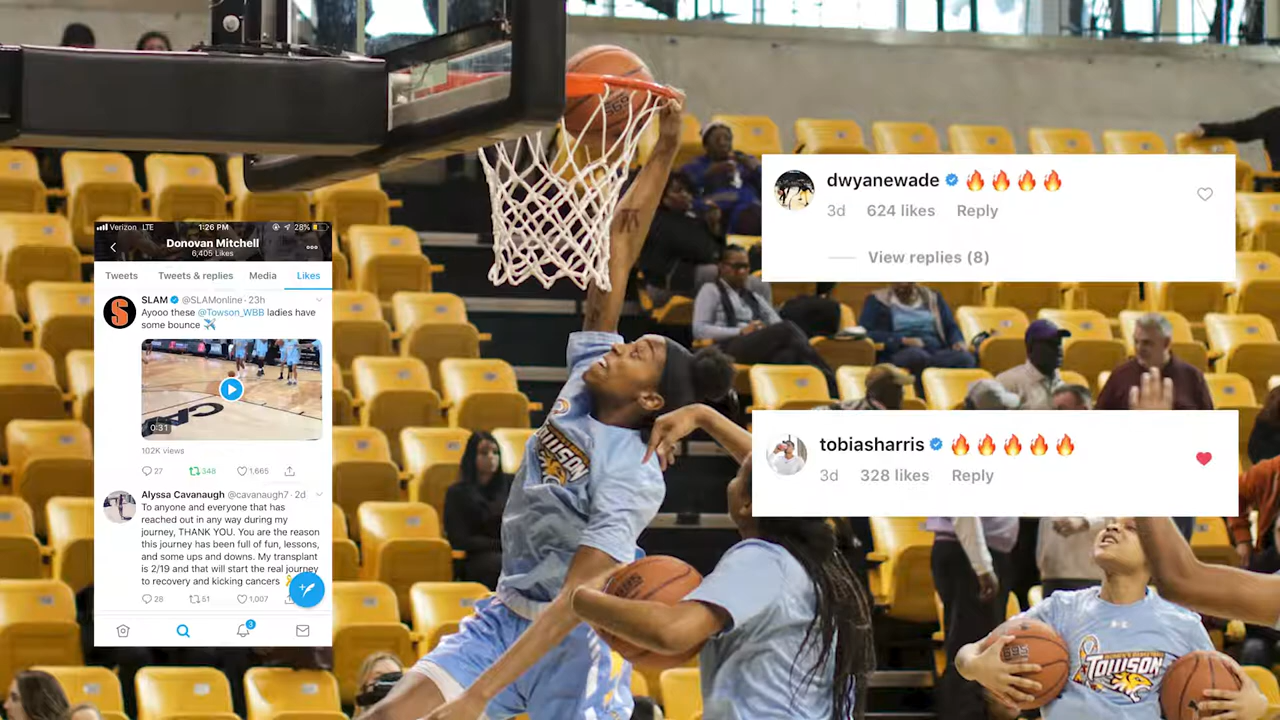 Verizon LTE 1:26 PM 28%
Donovan Mitchell
6,405 Likes
Tweets Tweets & replies Media Likes
SLAM @SLAMonline · 23h
Ayooo these @Towson_WBB ladies have
some bounce ✈️
0:31
102K views
27 348 1,665
Alyssa Cavanaugh @cavanaugh7 · 2d
To anyone and everyone that has
reached out in any way during my
journey, THANK YOU. You are the reason
this journey has been full of fun, lessons,
and some ups and downs. My transplant
is 2/19 and that will start the real journey
to recovery and kicking cancers
28 51 1,007
3
dwyanewade 🔥🔥🔥🔥
3d 624 likes Reply
View replies (8)
tobiasharris 🔥🔥🔥🔥🔥
3d 328 likes Reply
TOWSON
TOWSON